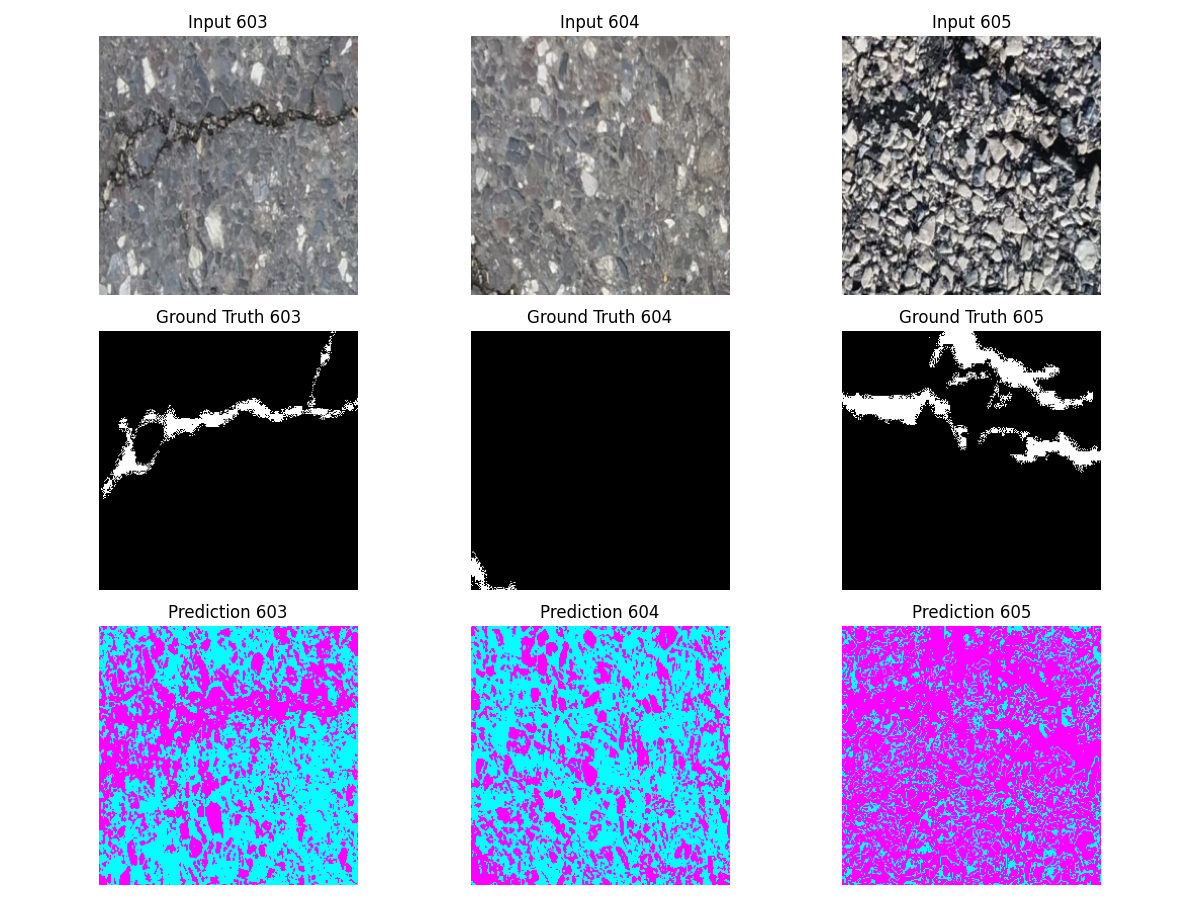 Input 603
Input 604
Input 605
Ground Truth 603
Ground Truth 604
Ground Truth 605
Prediction 603
Prediction 604
Prediction 605